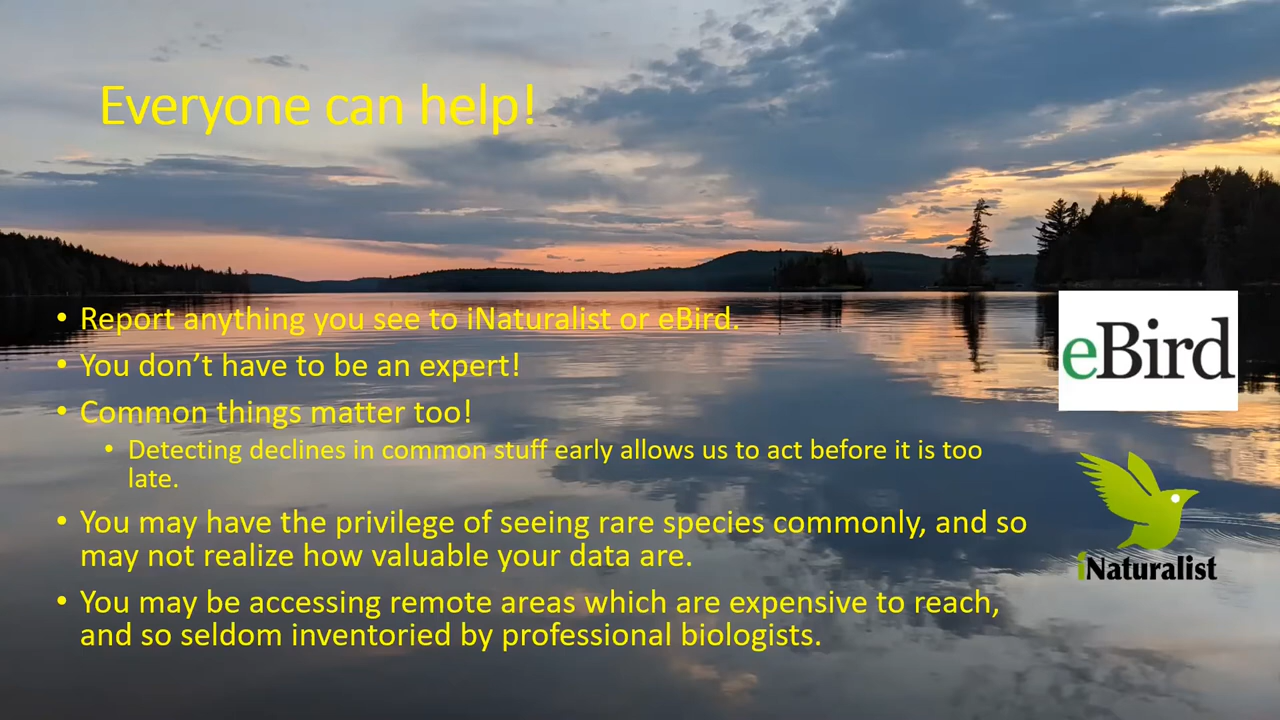 Everyone can help!
• Report anything you see to iNaturalist or eBird.
• You don’t have to be an expert!
• Common things matter too!
• Detecting declines in common stuff early allows us to act before it is too
late.
• You may have the privilege of seeing rare species commonly, and so
may not realize how valuable your data are.
• You may be accessing remote areas which are expensive to reach,
and so seldom inventoried by professional biologists.
eBird
iNaturalist